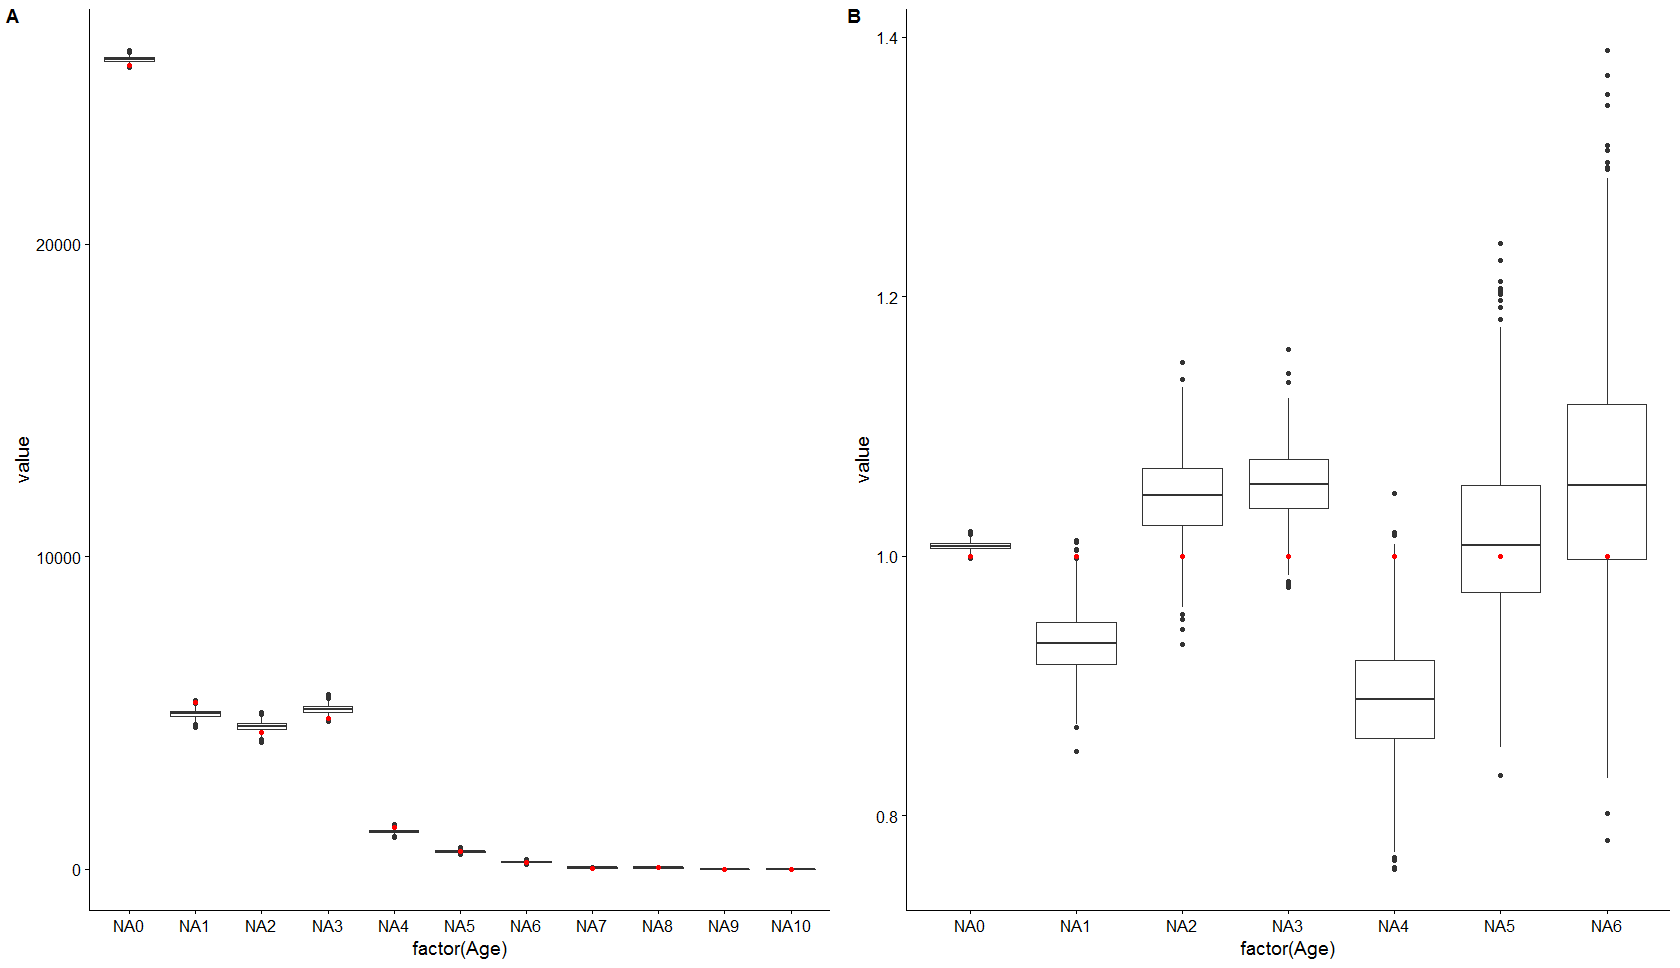 A
value
20000
10000
0
NA0 NA1 NA2 NA3 NA4 NA5 NA6 NA7 NA8 NA9 NA10
factor(Age)
B
value
1.4
1.2
1.0
0.8
NA0 NA1 NA2 NA3 NA4 NA5 NA6
factor(Age)